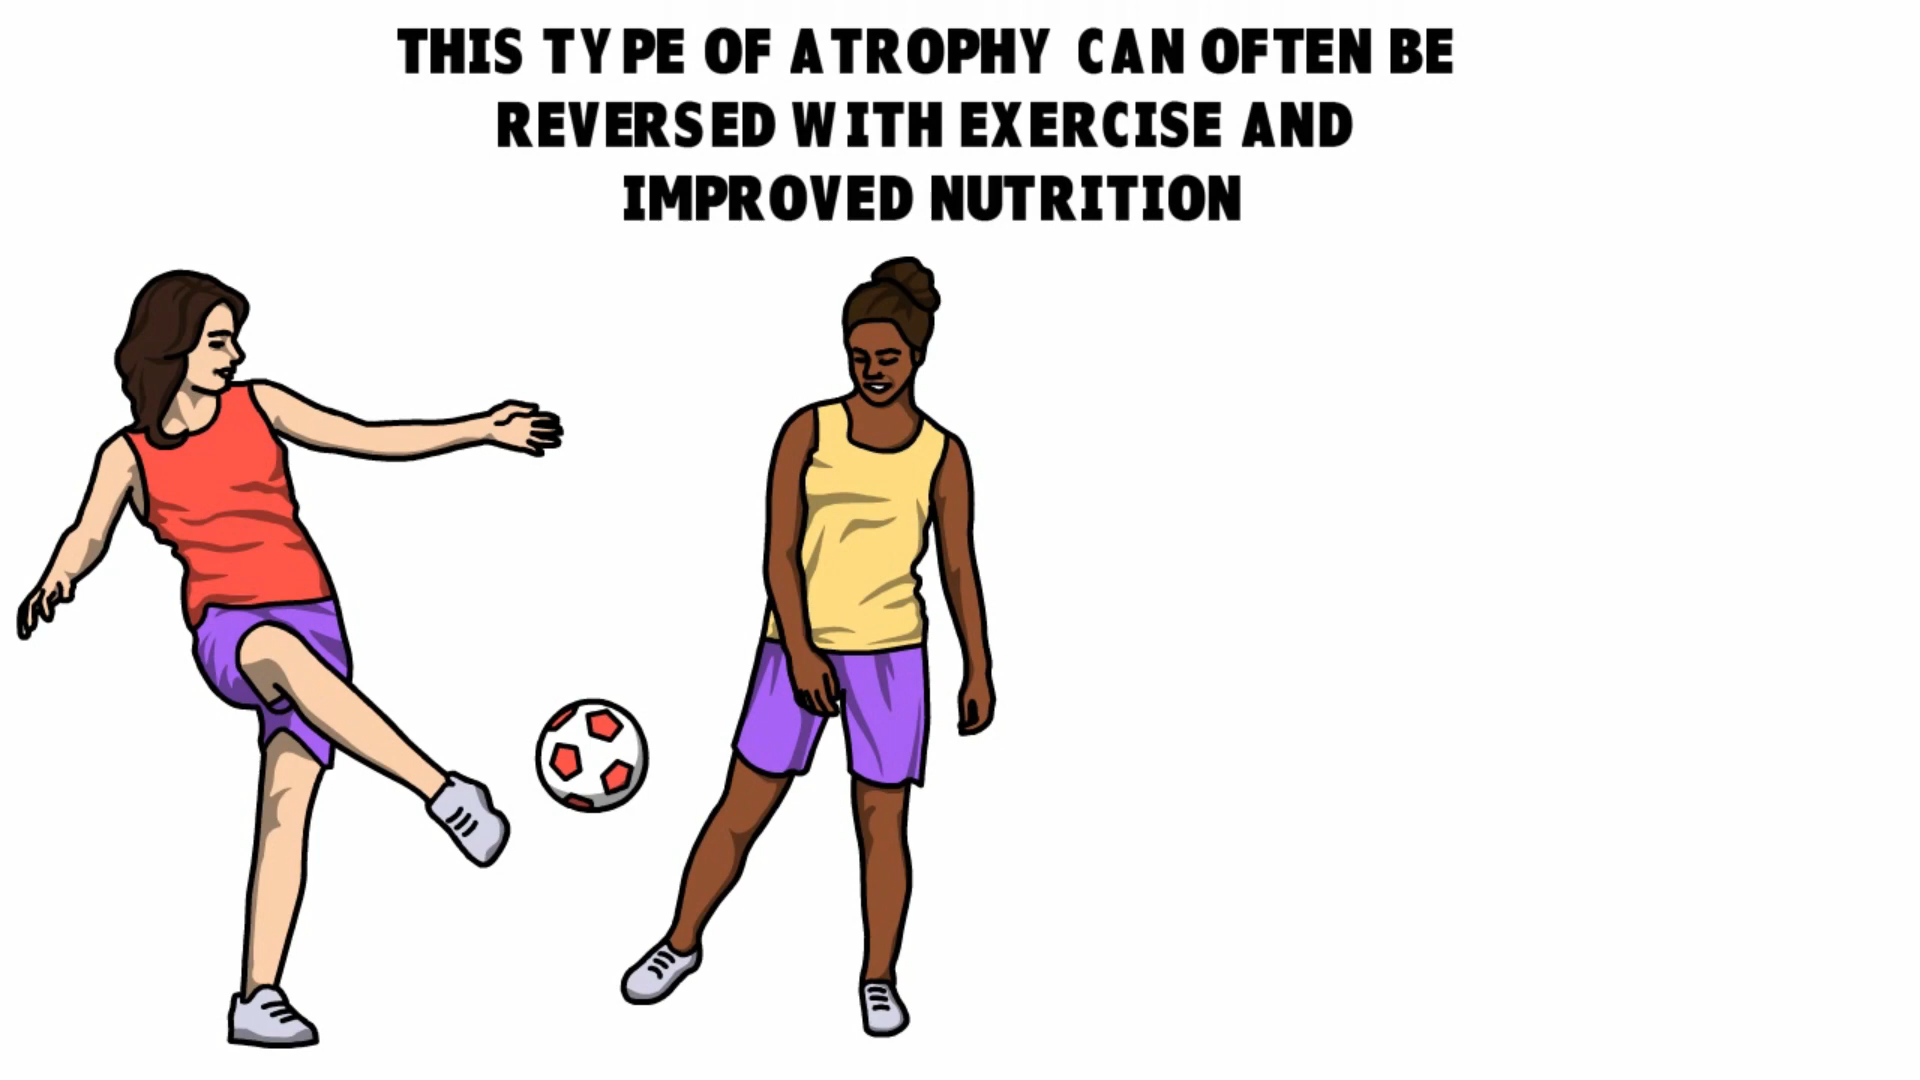 THIS TYPE OF ATROPHY CAN OFTEN BE
REVERSED WITH EXERCISE AND
IMPROVED NUTRITION